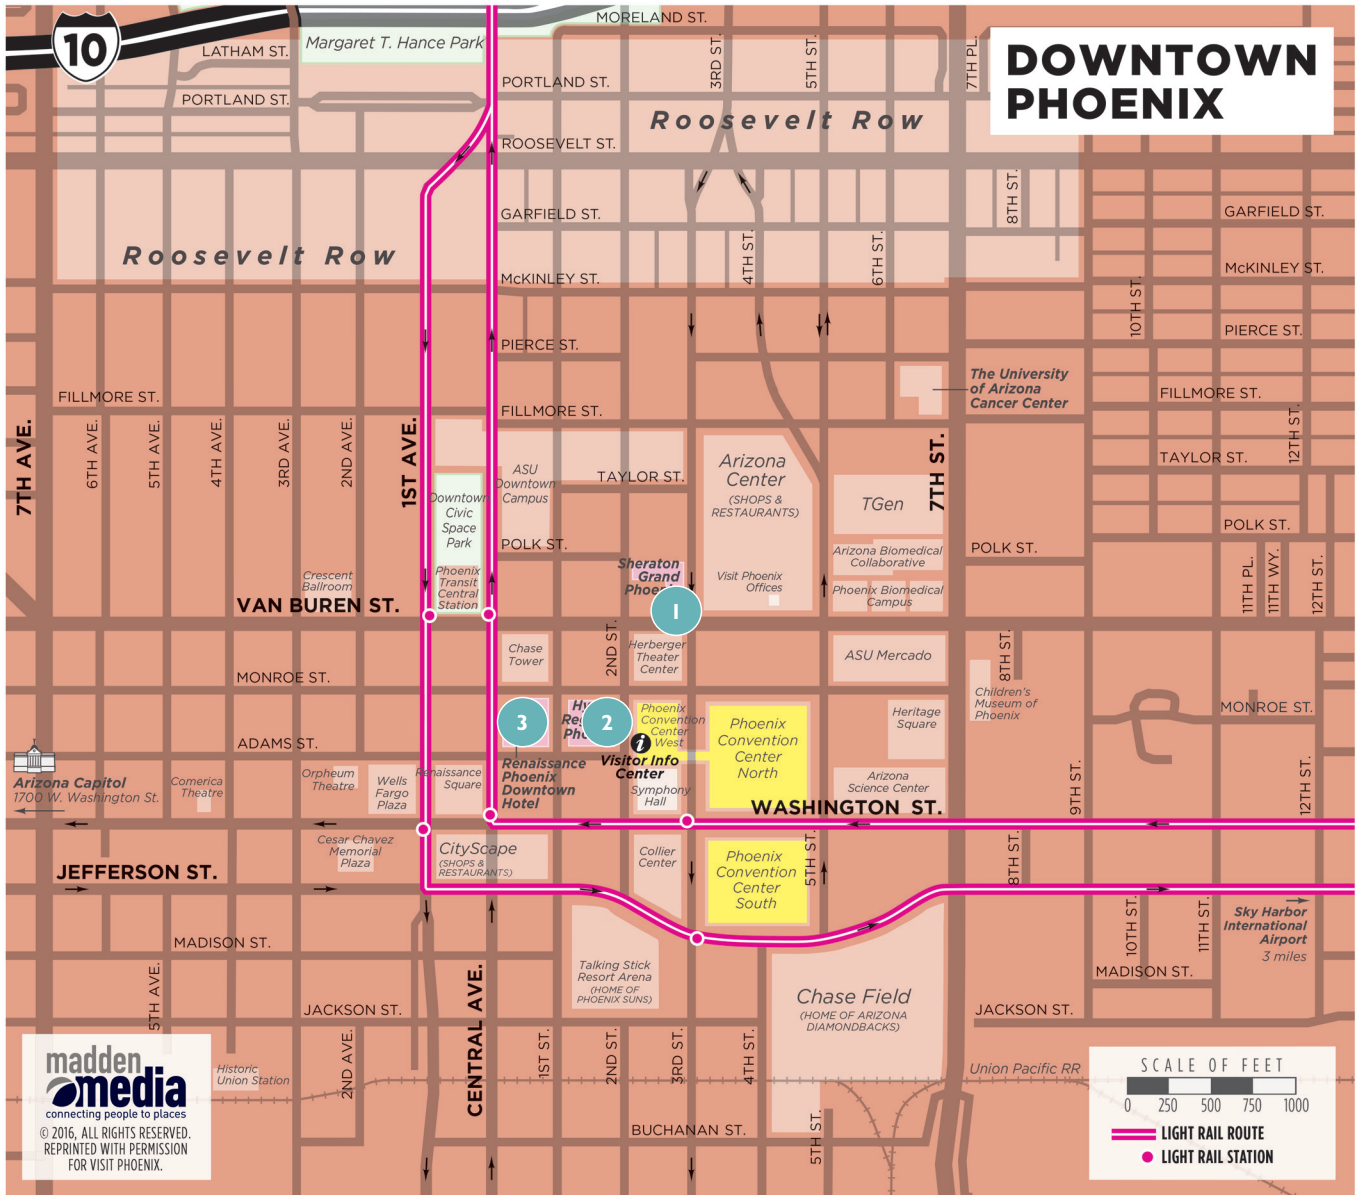 DOWNTOWN
PHOENIX
10
MORELAND ST.
Margaret T. Hance Park
LATHAM ST.
3RD ST.
5TH ST.
7TH PL.
PORTLAND ST.
PORTLAND ST.
Roosevelt Row
ROOSEVELT ST.
8TH ST.
GARFIELD ST.
GARFIELD ST.
Roosevelt Row
4TH ST.
6TH ST.
McKINLEY ST.
McKINLEY ST.
10TH ST.
PIERCE ST.
PIERCE ST.
The University
of Arizona
Cancer Center
FILLMORE ST.
FILLMORE ST.
FILLMORE ST.
7TH AVE.
6TH AVE.
5TH AVE.
4TH AVE.
3RD AVE.
2ND AVE.
1ST AVE.
12TH ST.
7TH ST.
ASU
Downtown
Campus
TAYLOR ST.
TAYLOR ST.
Arizona
Center
(SHOPS &
RESTAURANTS)
TGen
Downtown
Civic
Space
Park
POLK ST.
POLK ST.
POLK ST.
Arizona Biomedical
Collaborative
Phoenix Biomedical
Campus
Visit Phoenix
Offices
Sheraton
Grand
1
Crescent
Ballroom
Phoenix
Transit
Central
Station
11TH PL.
11TH WY.
12TH ST.
VAN BUREN ST.
Chase
Tower
2ND ST.
Herberger
Theater
Center
ASU Mercado
8TH ST.
MONROE ST.
Children's
Museum of
Phoenix
MONROE ST.
3
2
Phoenix
Convention
Center
West
Phoenix
Convention
Center
North
Heritage
Square
ADAMS ST.
i
Visitor Info
Center
Renaissance
Phoenix
Downtown
Hotel
Arizona Capitol
1700 W. Washington St.
Comerica
Theatre
Orpheum
Theatre
Wells
Fargo
Plaza
Renaissance
Square
Symphony
Hall
Arizona
Science Center
9TH ST.
12TH ST.
WASHINGTON ST.
Cesar Chavez
Memorial
Plaza
CityScape
(SHOPS &
RESTAURANTS)
Collier
Center
Phoenix
Convention
Center
South
5TH ST.
8TH ST.
JEFFERSON ST.
10TH ST.
11TH ST.
Sky Harbor
International
Airport
3 miles
MADISON ST.
MADISON ST.
Talking Stick
Resort Arena
(HOME OF
PHOENIX SUNS)
Chase Field
(HOME OF ARIZONA
DIAMONDBACKS)
5TH AVE.
JACKSON ST.
JACKSON ST.
CENTRAL AVE.
2ND AVE.
1ST ST.
2ND ST.
3RD ST.
4TH ST.
Historic
Union Station
Union Pacific RR
BUCHANAN ST.
5TH ST.
madden
media
connecting people to places
© 2016, ALL RIGHTS RESERVED.
REPRINTED WITH PERMISSION
FOR VISIT PHOENIX.
SCALE OF FEET
0 250 500 750 1000
LIGHT RAIL ROUTE
LIGHT RAIL STATION